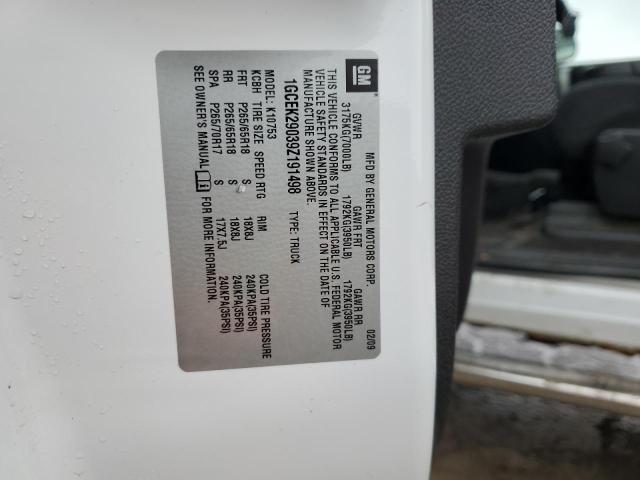 GM
MFD BY GENERAL MOTORS CORP. 02/09
GVWR GAWR FRT GAWR RR
3175KG(7000LB) 1792KG(3950LB) 1792KG(3950LB)
THIS VEHICLE CONFORMS TO ALL APPLICABLE U.S. FEDERAL MOTOR
VEHICLE SAFETY STANDARDS IN EFFECT ON THE DATE OF
MANUFACTURE SHOWN ABOVE.
1GCEK29039Z191498 TYPE: TRUCK
MODEL: K10753
KCBH TIRE SIZE SPEED RTG RIM COLD TIRE PRESSURE
FRT P265/65R18 S 18X8J 240KPA(35PSI)
RR P265/65R18 S 18X8J 240KPA(35PSI)
SPA P265/70R17 S 17X7.5J 240KPA(35PSI)
SEE OWNER'S MANUAL FOR MORE INFORMATION.